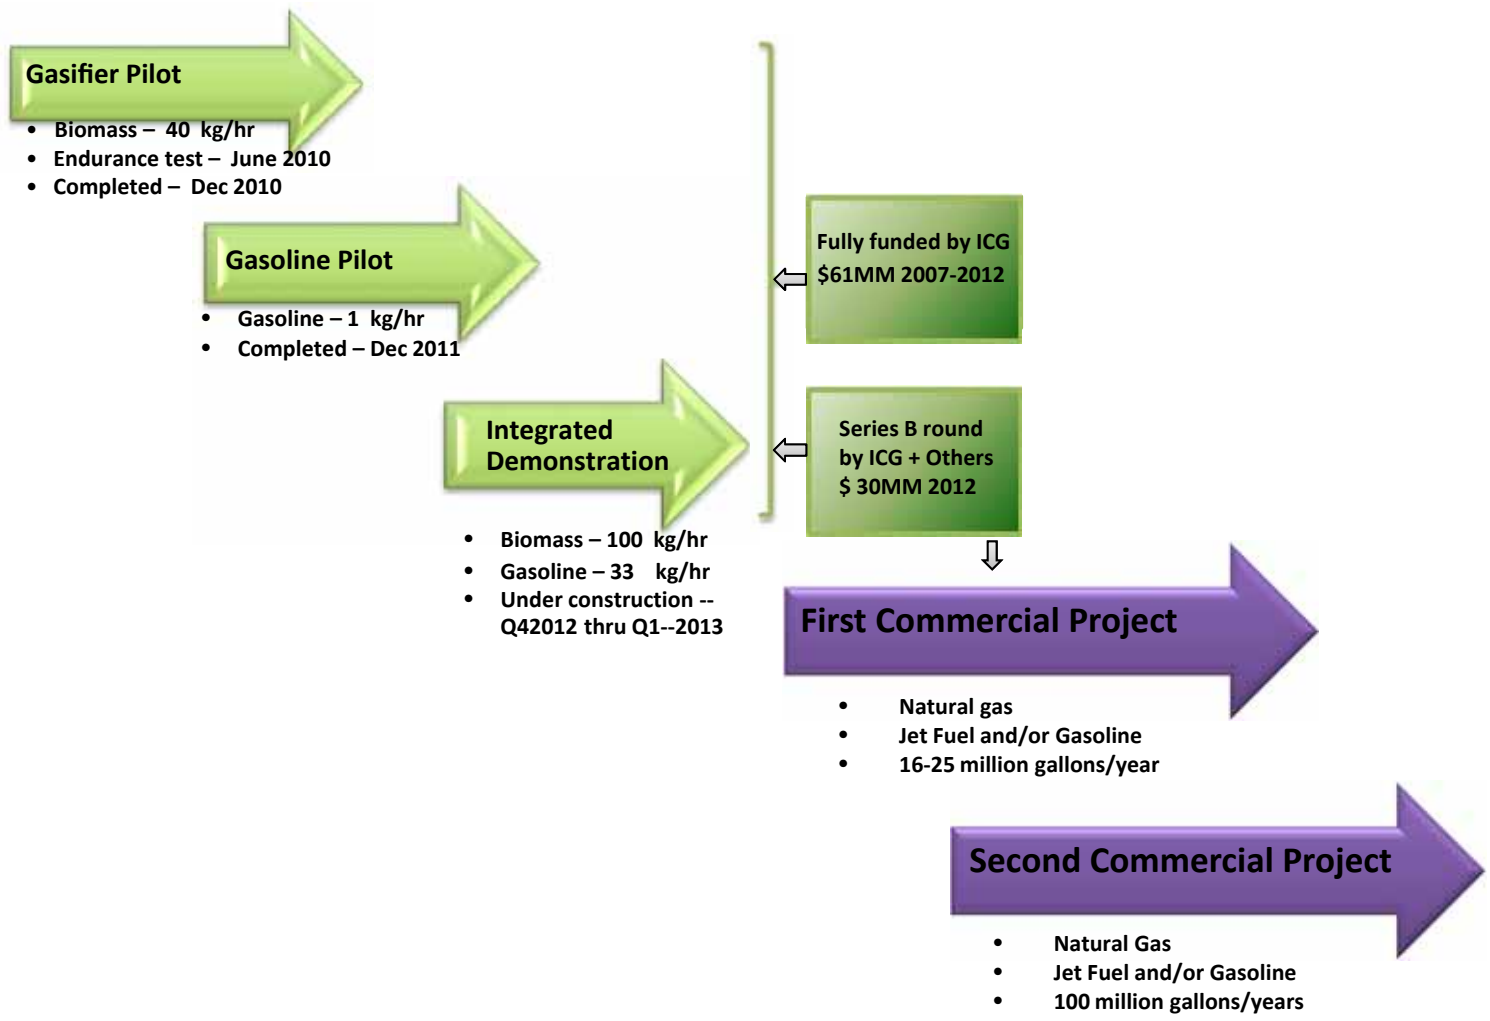 Gasifier Pilot
• Biomass – 40 kg/hr
• Endurance test – June 2010
• Completed – Dec 2010
Gasoline Pilot
• Gasoline – 1 kg/hr
• Completed – Dec 2011
Fully funded by ICG
$61MM 2007-2012
Integrated
Demonstration
• Biomass – 100 kg/hr
• Gasoline – 33 kg/hr
• Under construction --
Q42012 thru Q1--2013
Series B round
by ICG + Others
$ 30MM 2012
First Commercial Project
• Natural gas
• Jet Fuel and/or Gasoline
• 16-25 million gallons/year
Second Commercial Project
• Natural Gas
• Jet Fuel and/or Gasoline
• 100 million gallons/years